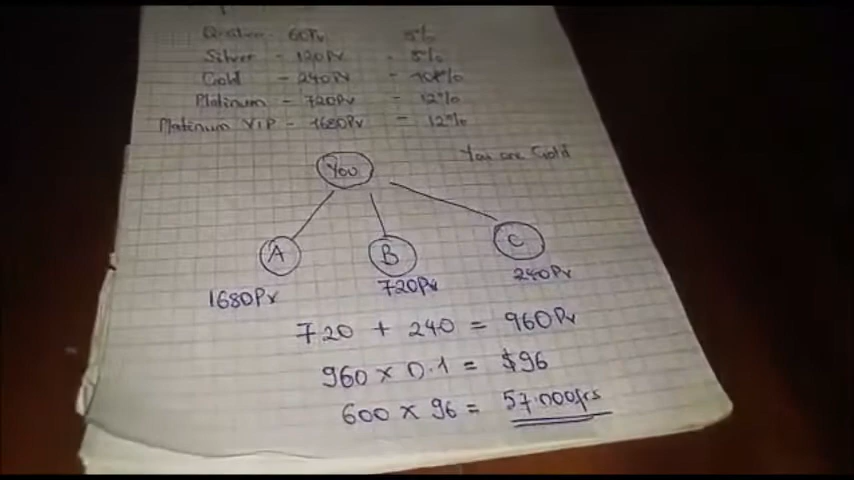 60Pv 5%
Silver - 120PV - 5%
Gold - 240PV - 10%
Platinum - 720PV - 12%
Platinum VIP - 1680PV - 12%
You are Gold
You
A B C
1680Pv 720Pv 240Pv
720 + 240 = 960Pv
960 x 0.1 = $96
600 x 96 = 57.000frs